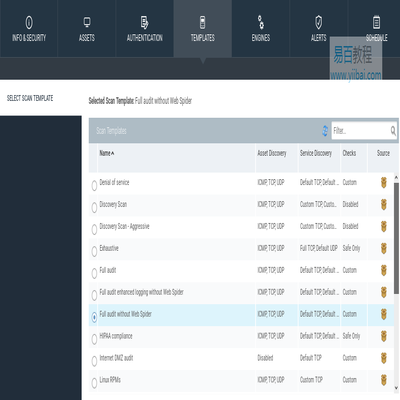 INFO & SECURITY
ASSETS
AUTHENTICATION
TEMPLATES
ENGINES
ALERTS
SCHEDULE
易百教程
www.yiibai.com
SELECT SCAN TEMPLATE
Selected Scan Template: Full audit without Web Spider
Scan Templates
Filter...
Name Asset Discovery Service Discovery Checks Source
Denial of service ICMP, TCP, UDP Default TCP, Default ... Custom
Discovery Scan ICMP, TCP, UDP Custom TCP, Custo... Disabled
Discovery Scan - Aggressive ICMP, TCP, UDP Custom TCP, Custo... Disabled
Exhaustive ICMP, TCP, UDP Full TCP, Default UDP Safe Only
Full audit ICMP, TCP, UDP Default TCP, Default ... Custom
Full audit enhanced logging without Web Spider ICMP, TCP, UDP Default TCP, Default ... Custom
Full audit without Web Spider ICMP, TCP, UDP Default TCP, Default ... Custom
HIPAA compliance ICMP, TCP, UDP Default TCP, Default ... Safe Only
Internet DMZ audit Disabled Default TCP Custom
Linux RPMs ICMP, TCP, UDP Custom TCP Custom